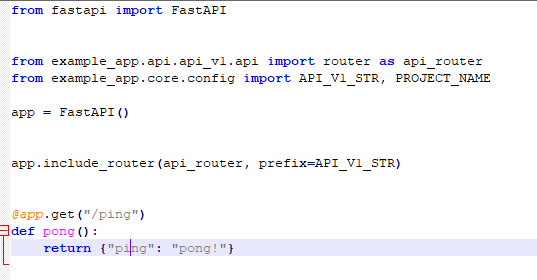 from fastapi import FastAPI
from example_app.api.api_v1.api import router as api_router
from example_app.core.config import API_V1_STR, PROJECT_NAME
app = FastAPI()
app.include_router(api_router, prefix=API_V1_STR)
@app.get("/ping")
def pong():
    return {"ping": "pong!"}